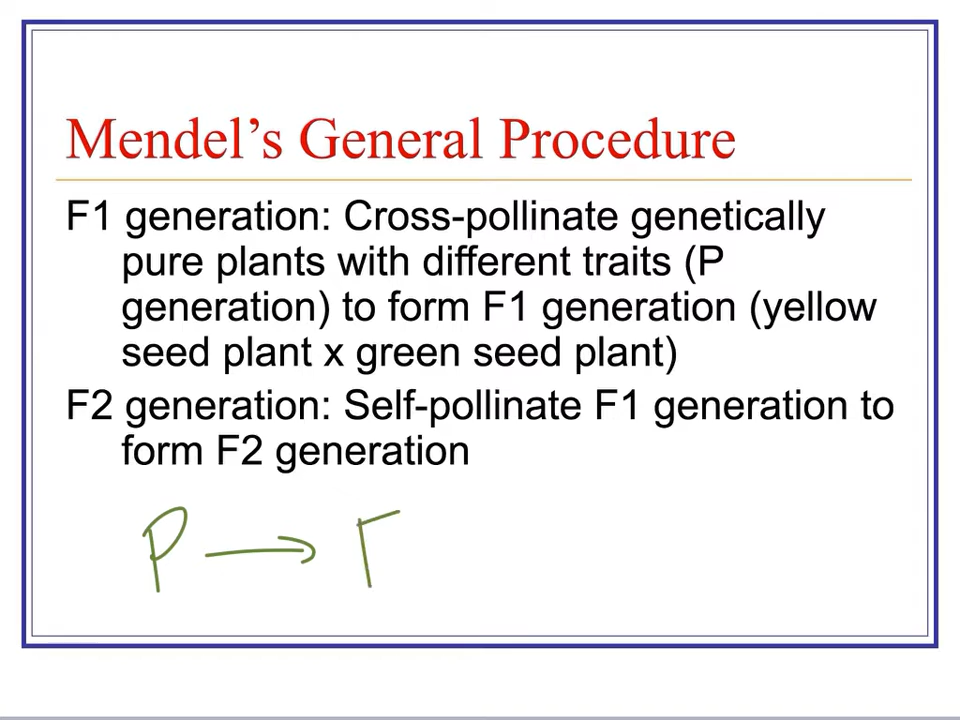 Mendel’s General Procedure
F1 generation: Cross-pollinate genetically
pure plants with different traits (P
generation) to form F1 generation (yellow
seed plant x green seed plant)
F2 generation: Self-pollinate F1 generation to
form F2 generation
P →